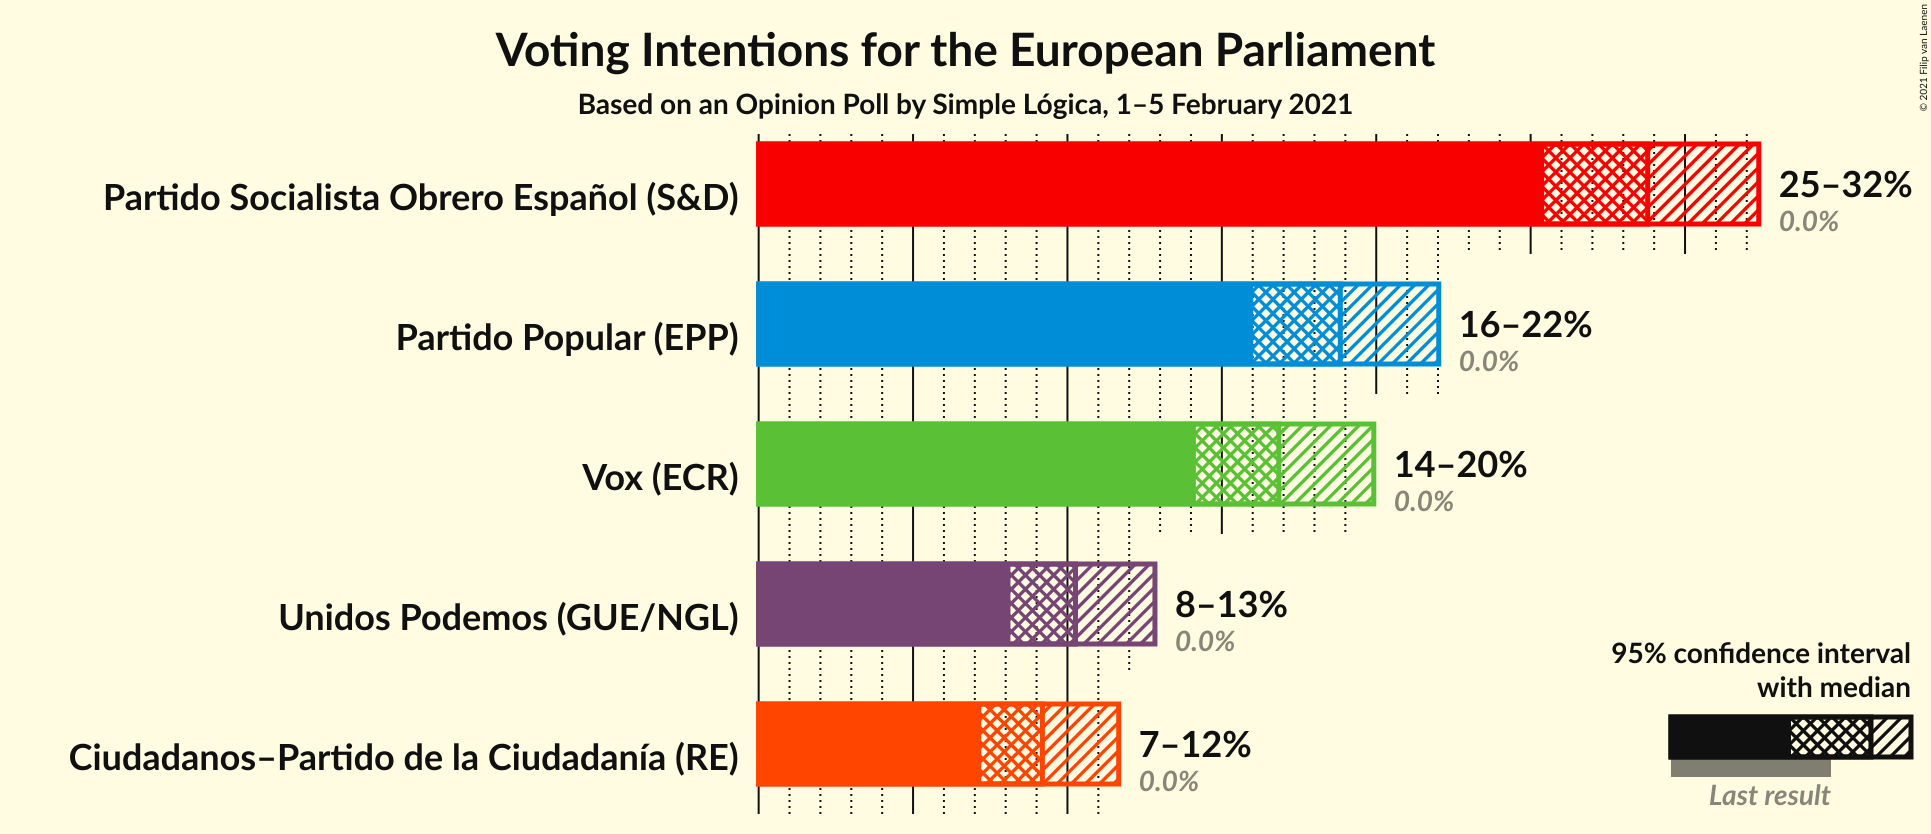 Voting Intentions for the European Parliament
Based on an Opinion Poll by Simple Lógica, 1–5 February 2021
© 2021 Filip van Laenen
Partido Socialista Obrero Español (S&D)
25–32%
0.0%
Partido Popular (EPP)
16–22%
0.0%
Vox (ECR)
14–20%
0.0%
Unidos Podemos (GUE/NGL)
8–13%
0.0%
Ciudadanos–Partido de la Ciudadanía (RE)
7–12%
0.0%
95% confidence interval
with median
Last result